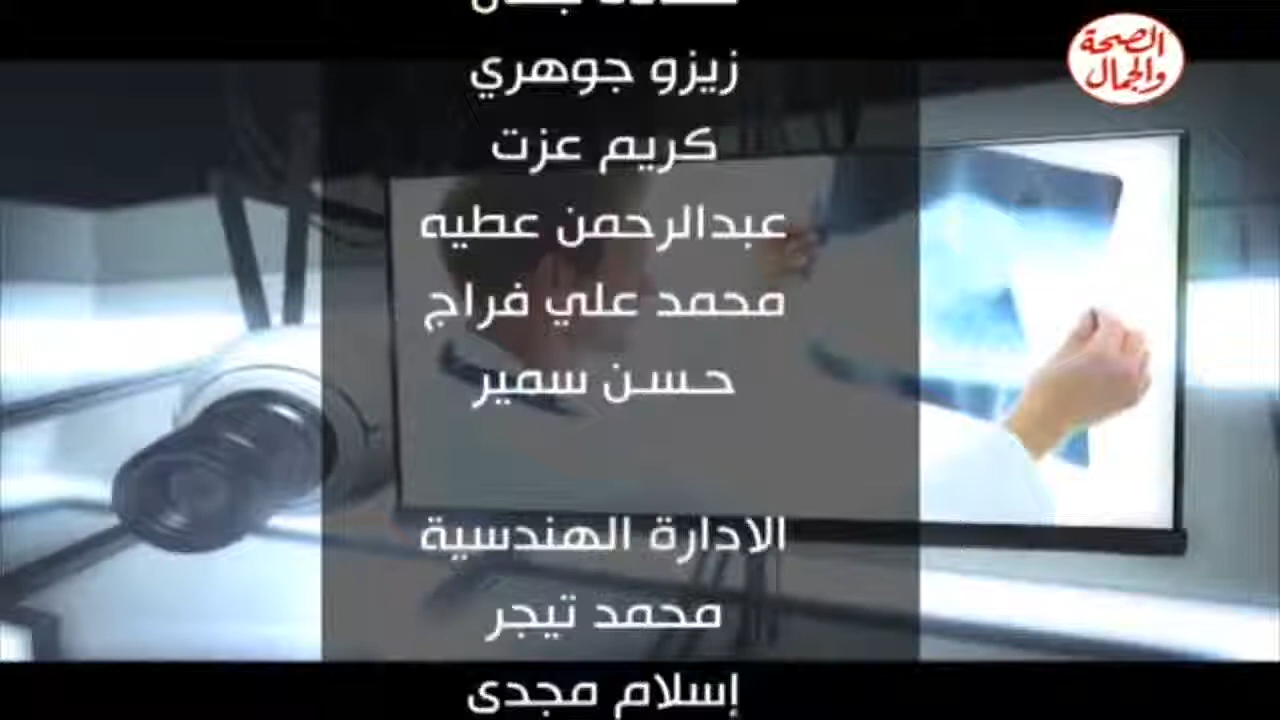 زيزو جوهري
كريم عزت
عبدالرحمن عطيه
محمد علي فراج
حسن سمير
الادارة الهندسية
محمد تيجر
إسلام مجدى
الصحة
والجمال